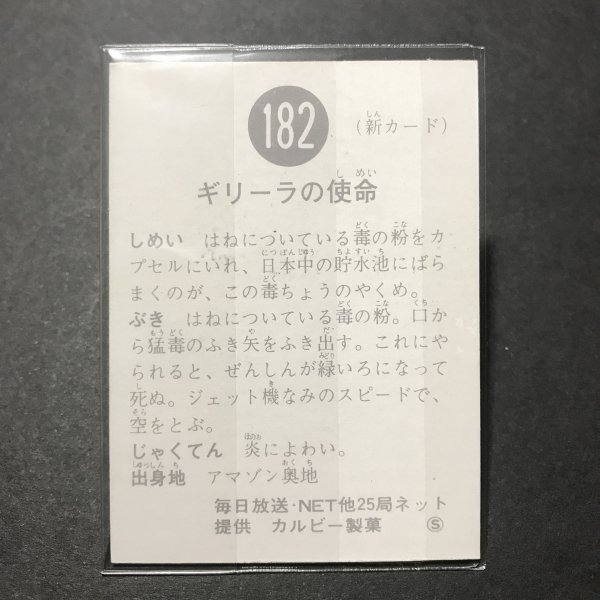 182
(新カード)
ギリーラの使命
しめい はねについている毒の粉をカ
プセルにいれ、日本中の貯水池にばら
まくのが、この毒ちょうのやくめ。
ぶき はねについている毒の粉。口か
ら猛毒のふき矢をふき出す。これにや
られると、ぜんしんが緑いろになって
死ぬ。ジェット機なみのスピードで、
空をとぶ。
じゃくてん 炎によわい。
出身地 アマゾン奥地
毎日放送・NET他25局ネット
提供 カルビー製菓 Ⓢ